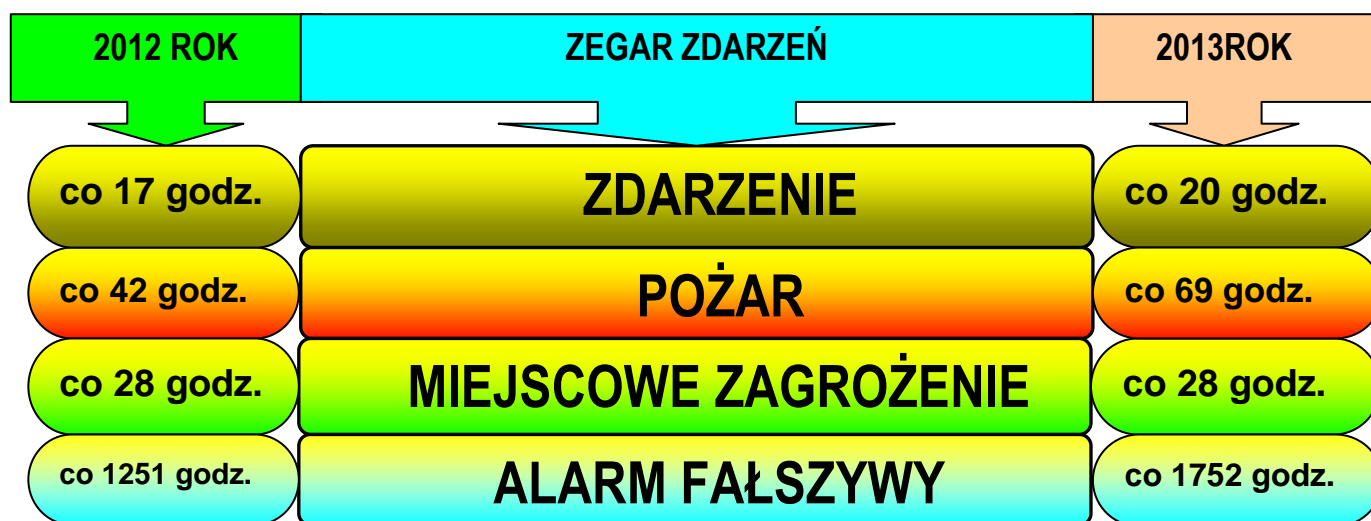 2012 ROK ZEGAR ZDARZEŃ 2013ROK
co 17 godz. ZDARZENIE co 20 godz.
co 42 godz. POŻAR co 69 godz.
co 28 godz. MIEJSCOWE ZAGROŻENIE co 28 godz.
co 1251 godz. ALARM FAŁSZYWY co 1752 godz.